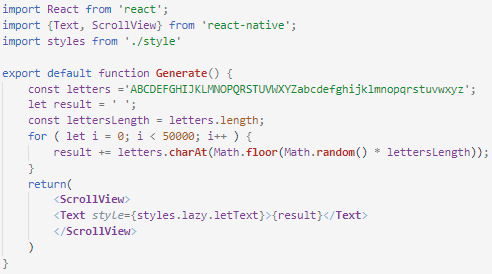 import React from 'react';
import {Text, ScrollView} from 'react-native';
import styles from './style'
export default function Generate() {
const letters ='ABCDEFGHIJKLMNOPQRSTUVWXYZabcdefghijklmnopqrstuvwxyz';
let result = ' ';
const lettersLength = letters.length;
for ( let i = 0; i < 50000; i++ ) {
result += letters.charAt(Math.floor(Math.random() * lettersLength));
}
return(
<ScrollView>
<Text style={styles.lazy.letText}>{result}</Text>
</ScrollView>
)
}